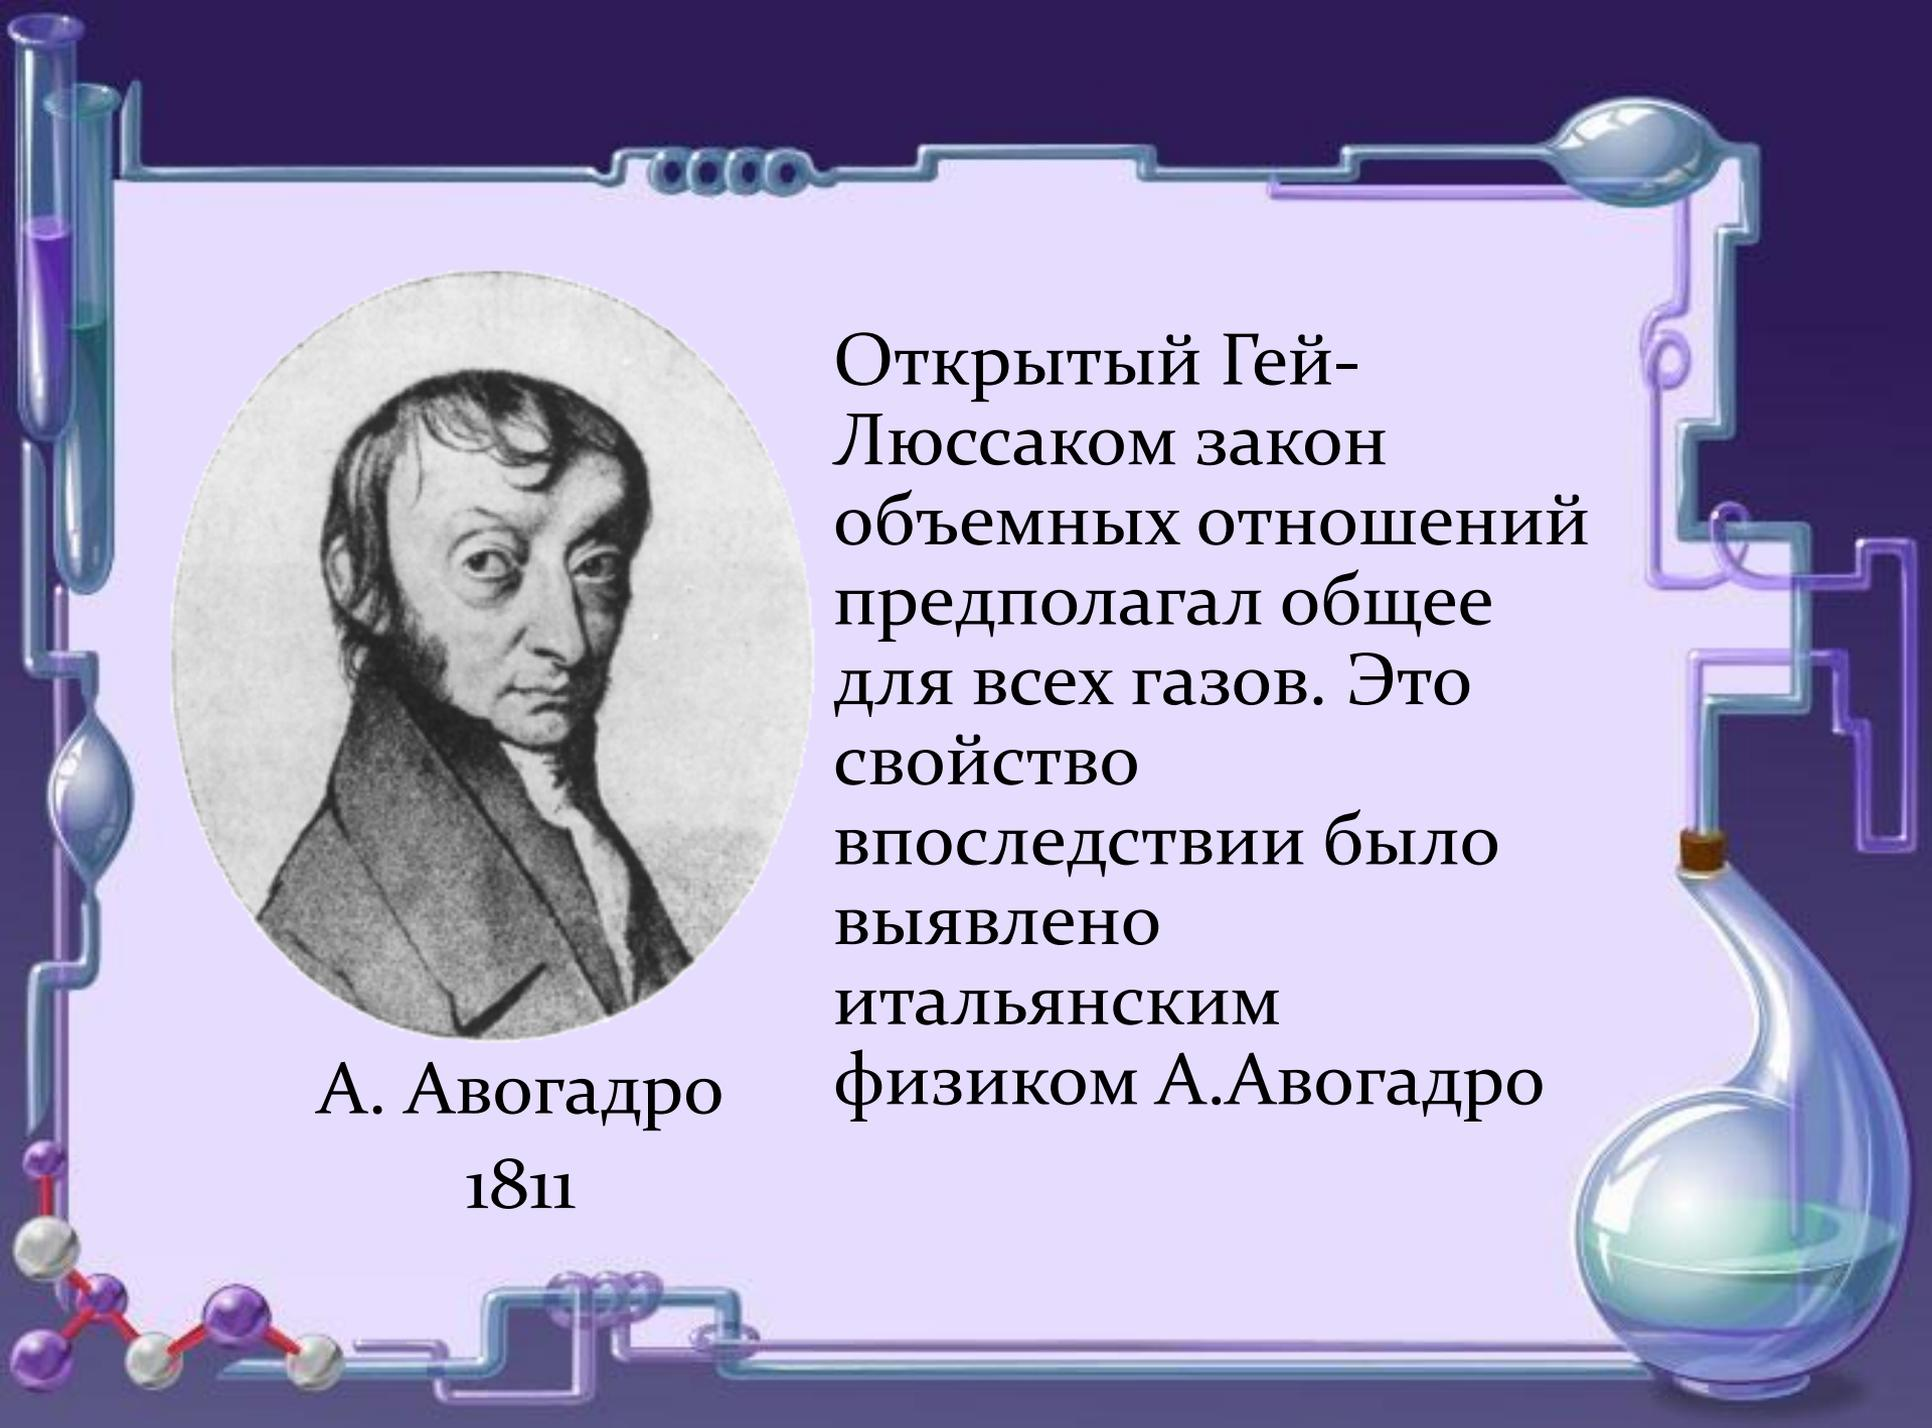 Открытый Гей-
Люссаком закон
объемных отношений
предполагал общее
для всех газов. Это
свойство
впоследствии было
выявлено
итальянским
физиком А.Авогадро
А. Авогадро
1811